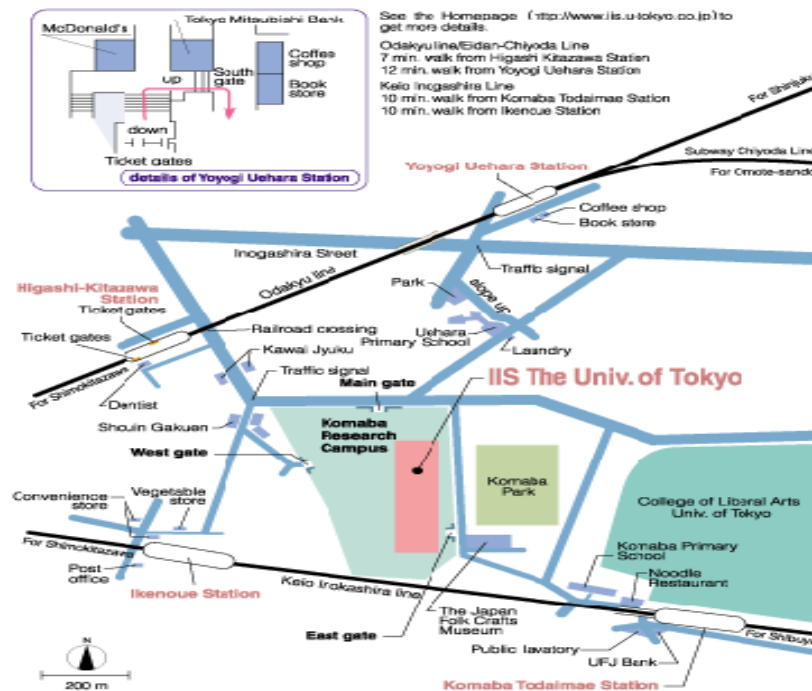 McDonald's
Tokyo Mitsubishi Bank
Coffee
shop
Book
store
up
South
gate
down
Ticket gates
details of Yoyogi Uehara Station
See the Homepage (http://www.iis.u-tokyo.co.jp) to
get more details.
Odakyu line/Eidan-Chiyoda Line
7 min. walk from Higashi Kitazawa Station
12 min. walk from Yoyogi Uehara Station
Keio Inogashira Line
10 min. walk from Komaba Todaimae Station
10 min. walk from Ikenoue Station
For Shinjuku
Yoyogi Uehara Station
Subway Chiyoda Line
For Omote-sando
Coffee shop
Book store
Inogashira Street
Traffic signal
Odakyu line
Park
slope up
Higashi-Kitazawa
Station
Ticket gates
Ticket gates
Railroad crossing
Uehara
Primary School
Laundry
Kawai Jyuku
For Shimokitazawa
Dentist
Traffic signal
Main gate
IIS The Univ. of Tokyo
Shouin Gakuen
Komaba
Research
Campus
West gate
Komaba
Park
College of Liberal Arts
Univ. of Tokyo
Convenience
store
Vegetable
store
For Shimokitazawa
Post
office
Ikenoue Station
Keio Inokashira line
Komaba Primary
School
Noodle
Restaurant
The Japan
Folk Crafts
Museum
East gate
Public lavatory
UFJ Bank
For Shibuya
Komaba Todaimae Station
N
200 m